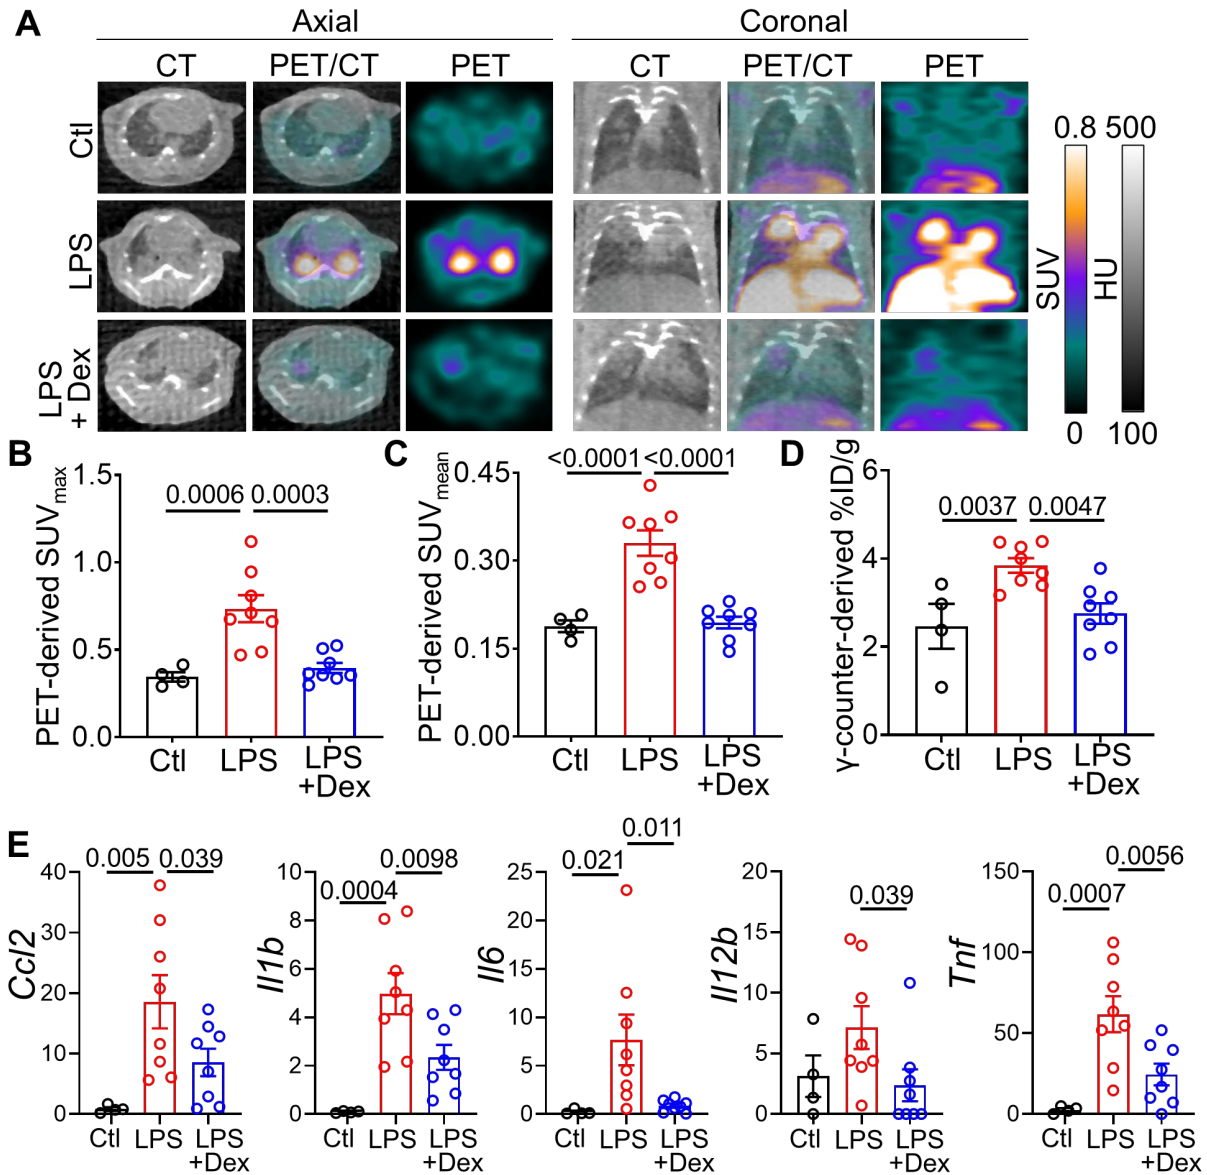 A
Axial
Coronal
CT
PET/CT
PET
CT
PET/CT
PET
Ctl
LPS
LPS
+ Dex
0.8
500
SUV
HU
0
100
B
PET-derived SUVmax
1.5
1.0
0.5
0.0
0.0006
0.0003
Ctl
LPS
LPS
+Dex
C
PET-derived SUVmean
0.45
0.30
0.15
0.00
<0.0001
<0.0001
Ctl
LPS
LPS
+Dex
D
γ-counter-derived %ID/g
6
4
2
0
0.0037
0.0047
Ctl
LPS
LPS
+Dex
E
Ccl2
40
30
20
10
0
0.005
0.039
Ctl
LPS
LPS
+Dex
Il1b
10
8
6
4
2
0
0.0004
0.0098
Ctl
LPS
LPS
+Dex
Il6
25
20
15
10
5
0
0.021
0.011
Ctl
LPS
LPS
+Dex
Il12b
20
15
10
5
0
0.039
Ctl
LPS
LPS
+Dex
Tnf
150
100
50
0
0.0007
0.0056
Ctl
LPS
LPS
+Dex